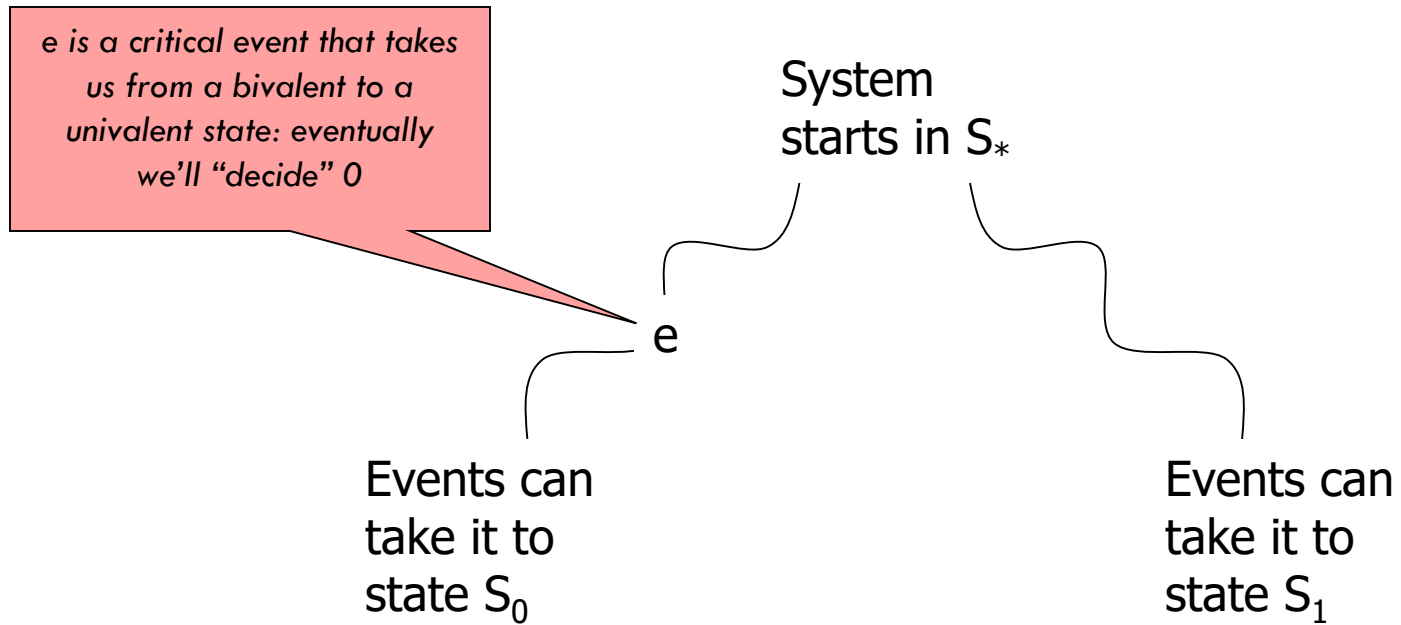 e is a critical event that takes
us from a bivalent to a
univalent state: eventually
we’ll “decide” 0
System
starts in S*
e
Events can
take it to
state S0
Events can
take it to
state S1